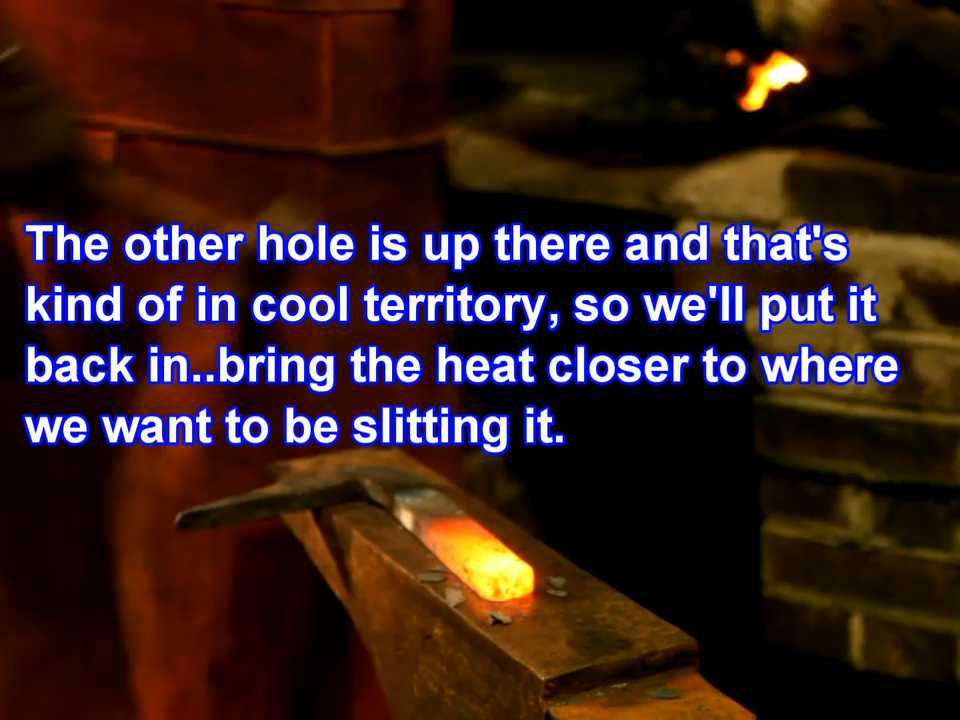 The other hole is up there and that's
kind of in cool territory, so we'll put it
back in..bring the heat closer to where
we want to be slitting it.